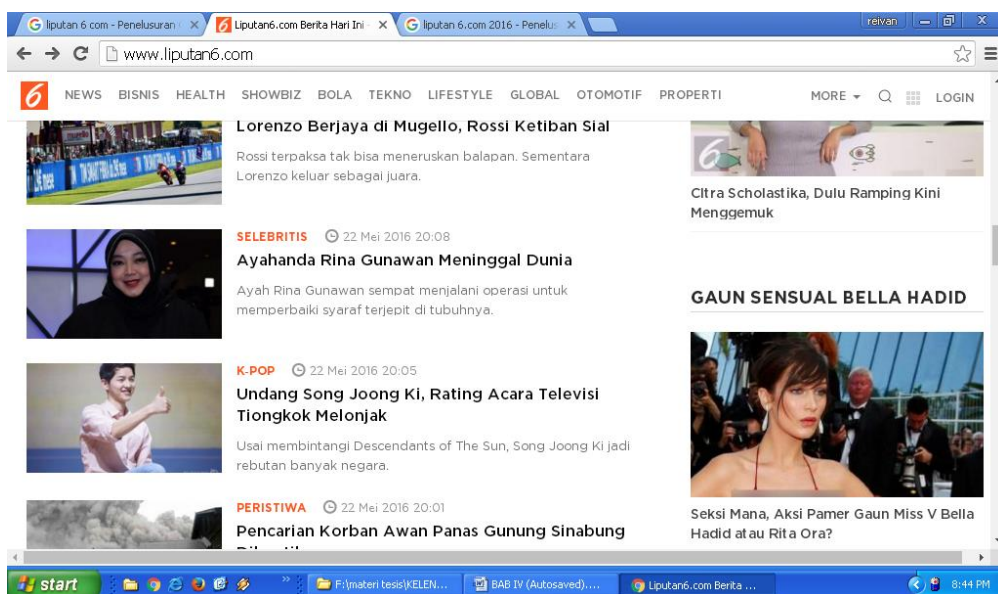 liputan 6 com - Penelusuran
Liputan6.com Berita Hari Ini
liputan 6.com 2016 - Penelus
reivan
www.liputan6.com
6 NEWS BISNIS HEALTH SHOWBIZ BOLA TEKNO LIFESTYLE GLOBAL OTOMOTIF PROPERTI MORE LOGIN
Lorenzo Berjaya di Mugello, Rossi Ketiban Sial
Rossi terpaksa tak bisa meneruskan balapan. Sementara
Lorenzo keluar sebagai juara.
SELEBRITIS 22 Mei 2016 20:08
Ayahanda Rina Gunawan Meninggal Dunia
Ayah Rina Gunawan sempat menjalani operasi untuk
memperbaiki syaraf terjepit di tubuhnya.
K-POP 22 Mei 2016 20:05
Undang Song Joong Ki, Rating Acara Televisi
Tiongkok Melonjak
Usai membintangi Descendants of The Sun, Song Joong Ki jadi
rebutan banyak negara.
PERISTIWA 22 Mei 2016 20:01
Pencarian Korban Awan Panas Gunung Sinabung
6
CItra Scholastika, Dulu Ramping Kini
Menggemuk
GAUN SENSUAL BELLA HADID
Seksi Mana, Aksi Pamer Gaun Miss V Bella
Hadid atau Rita Ora?
start
F:\materi tesis\KELEN...
BAB IV (Autosaved)....
Liputan6.com Berita ...
8:44 PM